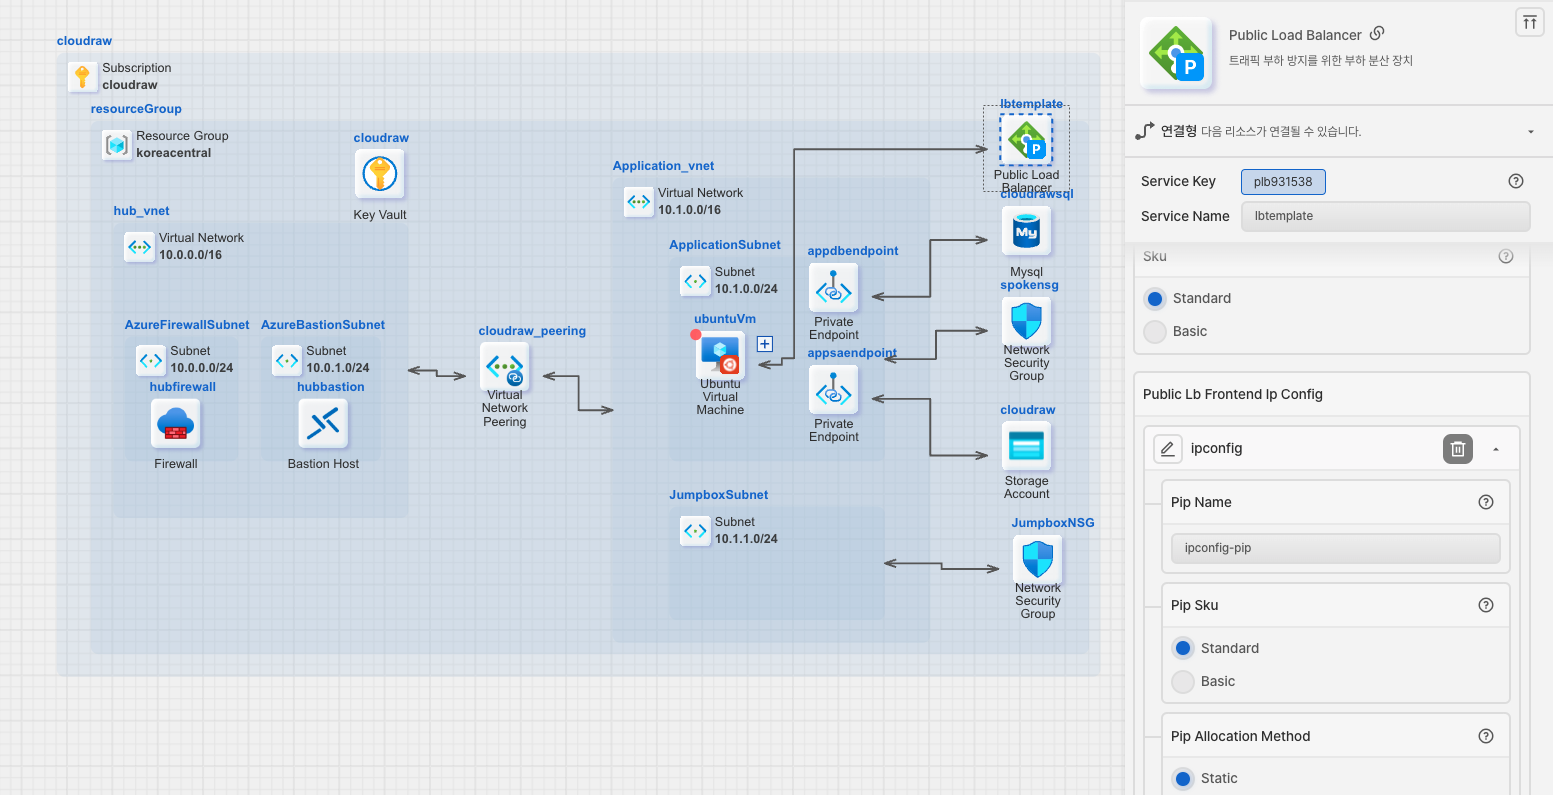 cloudraw
Subscription
cloudraw
resourceGroup
Resource Group
koreacentral
cloudraw
Key Vault
hub_vnet
Virtual Network
10.0.0.0/16
AzureFirewallSubnet
Subnet
10.0.0.0/24
hubfirewall
Firewall
AzureBastionSubnet
Subnet
10.0.1.0/24
hubbastion
Bastion Host
cloudraw_peering
Virtual
Network
Peering
Application_vnet
Virtual Network
10.1.0.0/16
ApplicationSubnet
Subnet
10.1.0.0/24
ubuntuVm
Ubuntu
Virtual
Machine
appdbendpoint
Private
Endpoint
appsaendpoint
Private
Endpoint
JumpboxSubnet
Subnet
10.1.1.0/24
lbtemplate
P
Public Load
Balancer
cloudrawsql
My
Mysql
spokensg
Network
Security
Group
cloudraw
Storage
Account
JumpboxNSG
Network
Security
Group
P
Public Load Balancer
트래픽 부하 방지를 위한 부하 분산 장치
연결형 다음 리소스가 연결될 수 있습니다.
Service Key
plb931538
Service Name
lbtemplate
Sku
Standard
Basic
Public Lb Frontend Ip Config
ipconfig
Pip Name
ipconfig-pip
Pip Sku
Standard
Basic
Pip Allocation Method
Static